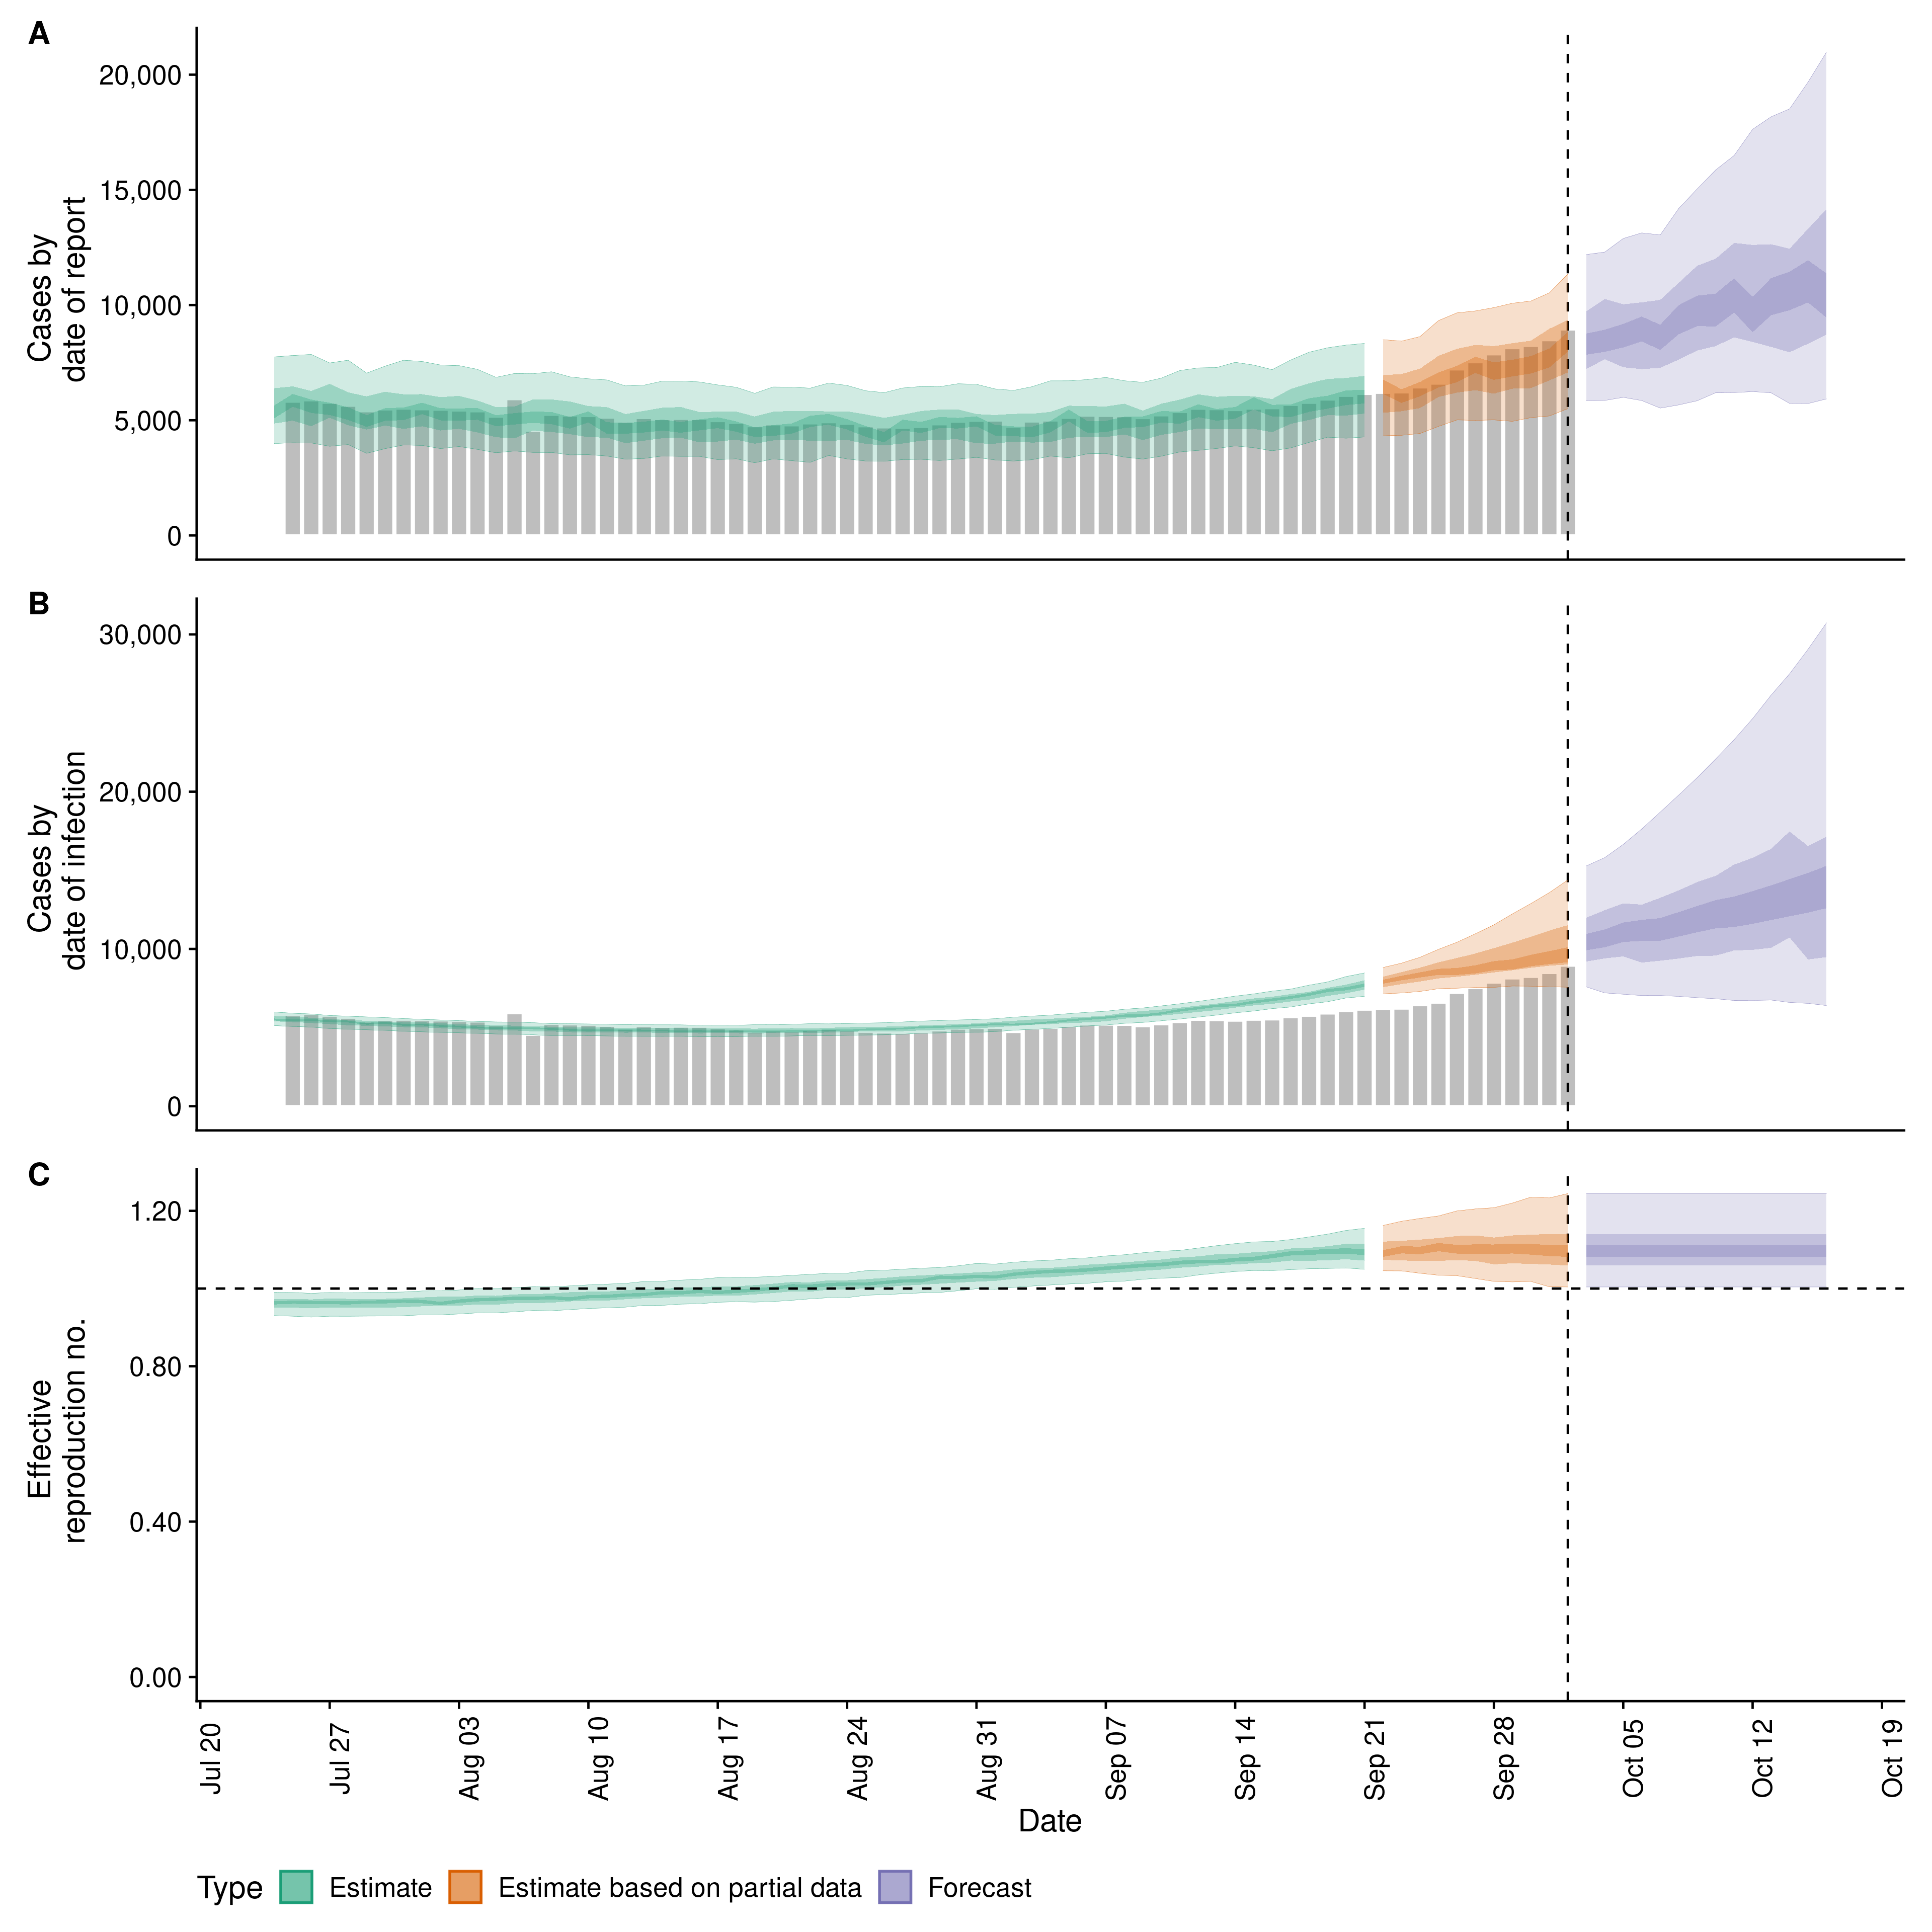 A
20,000
15,000
10,000
5,000
0
Cases by
date of report
B
30,000
20,000
10,000
0
Cases by
date of infection
C
1.20
0.80
0.40
0.00
Effective
reproduction no.
Jul 20
Jul 27
Aug 03
Aug 10
Aug 17
Aug 24
Aug 31
Sep 07
Sep 14
Sep 21
Sep 28
Oct 05
Oct 12
Oct 19
Date
Type Estimate Estimate based on partial data Forecast